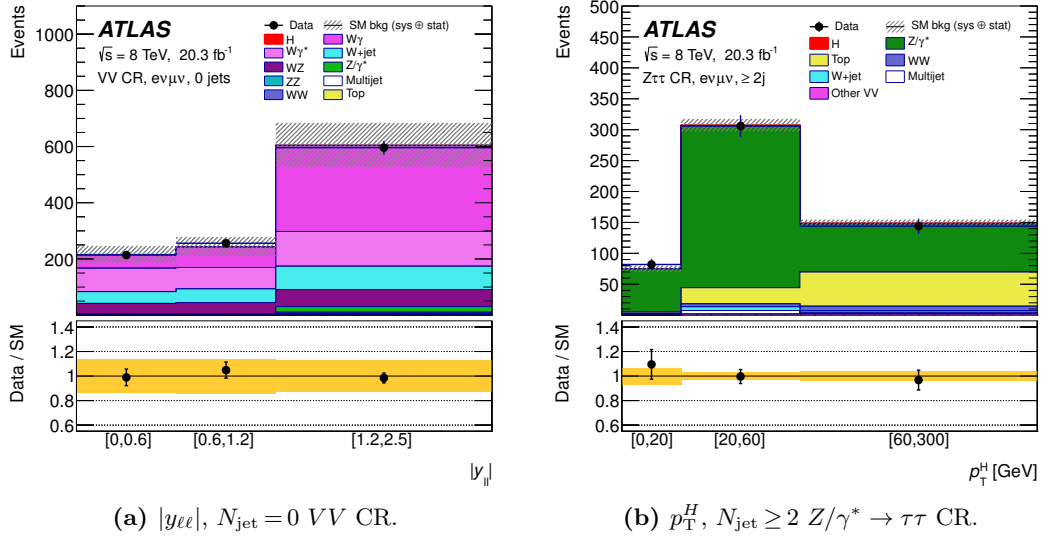 Events
1000
800
600
400
200
ATLAS
√s = 8 TeV, 20.3 fb⁻¹
VV CR, eνμν, 0 jets
Data
SM bkg (sys ⊕ stat)
H
Wγ
Wγ*
W+jet
WZ
Z/γ*
ZZ
Multijet
WW
Top
Data / SM
1.4
1.2
1
0.8
0.6
[0,0.6]
[0.6,1.2]
[1.2,2.5]
|y_ll|
(a) |y_ℓℓ|, N_jet = 0 VV CR.
Events
500
450
400
350
300
250
200
150
100
50
ATLAS
√s = 8 TeV, 20.3 fb⁻¹
Zττ CR, eνμν, ≥ 2j
Data
SM bkg (sys ⊕ stat)
H
Z/γ*
Top
WW
W+jet
Multijet
Other VV
Data / SM
1.4
1.2
1
0.8
0.6
[0,20]
[20,60]
[60,300]
p_T^H [GeV]
(b) p_T^H, N_jet ≥ 2 Z/γ* → ττ CR.